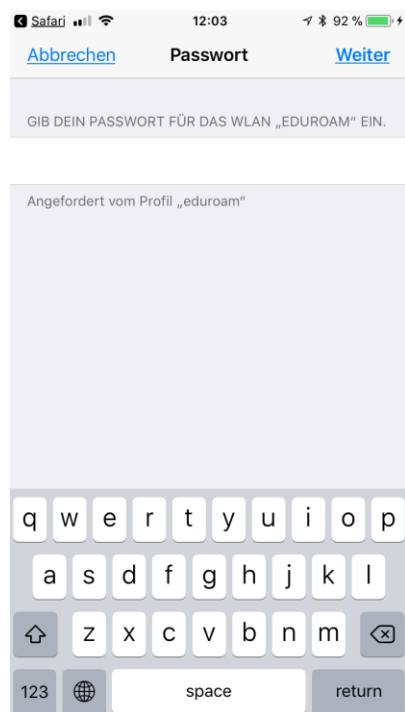 Safari 12:03 92 %
Abbrechen Passwort Weiter
GIB DEIN PASSWORT FÜR DAS WLAN „EDUROAM“ EIN.
Angefordert vom Profil „eduroam“
q w e r t y u i o p
a s d f g h j k l
z x c v b n m
123 space return